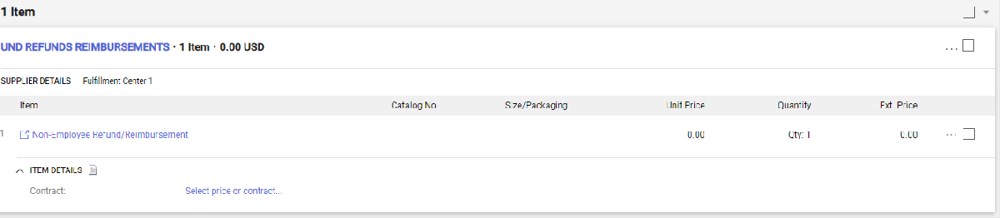 1 Item
UND REFUNDS REIMBURSEMENTS · 1 Item · 0.00 USD ...
SUPPLIER DETAILS Fulfillment Center 1
Item Catalog No Size/Packaging Unit Price Quantity Ext. Price
1 Non-Employee Refund/Reimbursement 0.00 Qty: 1 0.00 ...
ITEM DETAILS
Contract: Select price or contract...